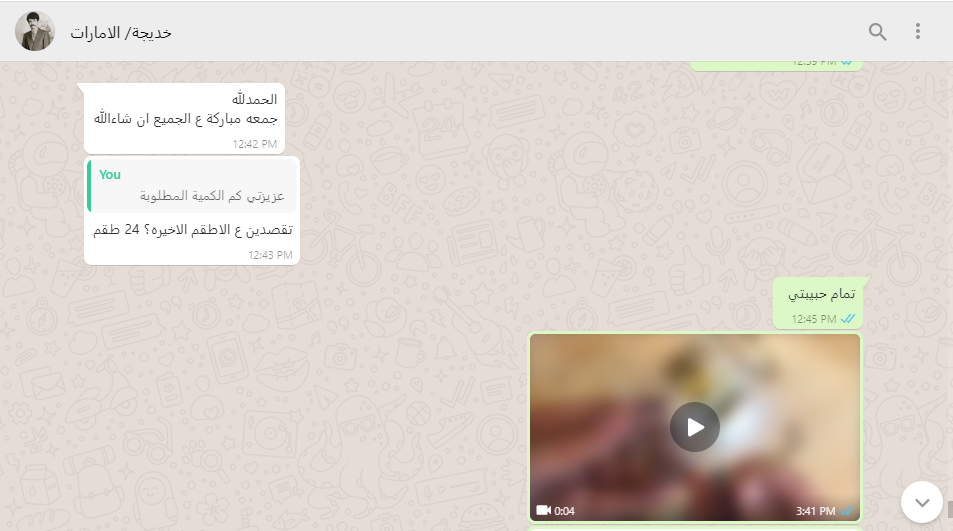 خديجة/ الامارات
12:39 PM
الحمدلله
جمعه مباركة ع الجميع ان شاءالله
12:42 PM
You
عزيزتي كم الكمية المطلوبة
تقصدين ع الاطقم الاخيره؟ 24 طقم
12:43 PM
تمام حبيبتي
12:45 PM
0:04
3:41 PM